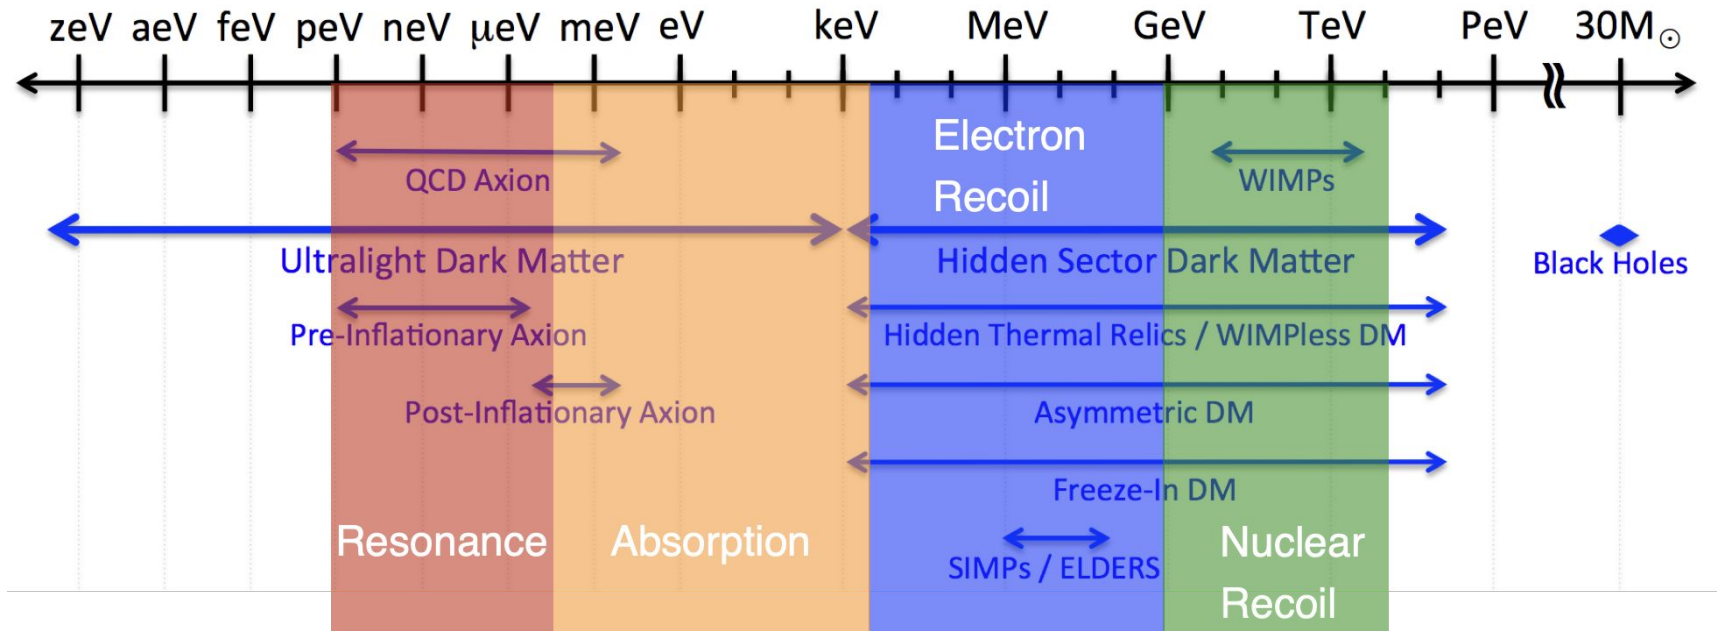 zeV aeV feV peV neV μeV meV eV keV MeV GeV TeV PeV 30M☉
Electron
Recoil
QCD Axion
WIMPs
Ultralight Dark Matter
Hidden Sector Dark Matter
Black Holes
Pre-Inflationary Axion
Hidden Thermal Relics / WIMPless DM
Post-Inflationary Axion
Asymmetric DM
Freeze-In DM
Resonance
Absorption
SIMPs / ELDERS
Nuclear
Recoil